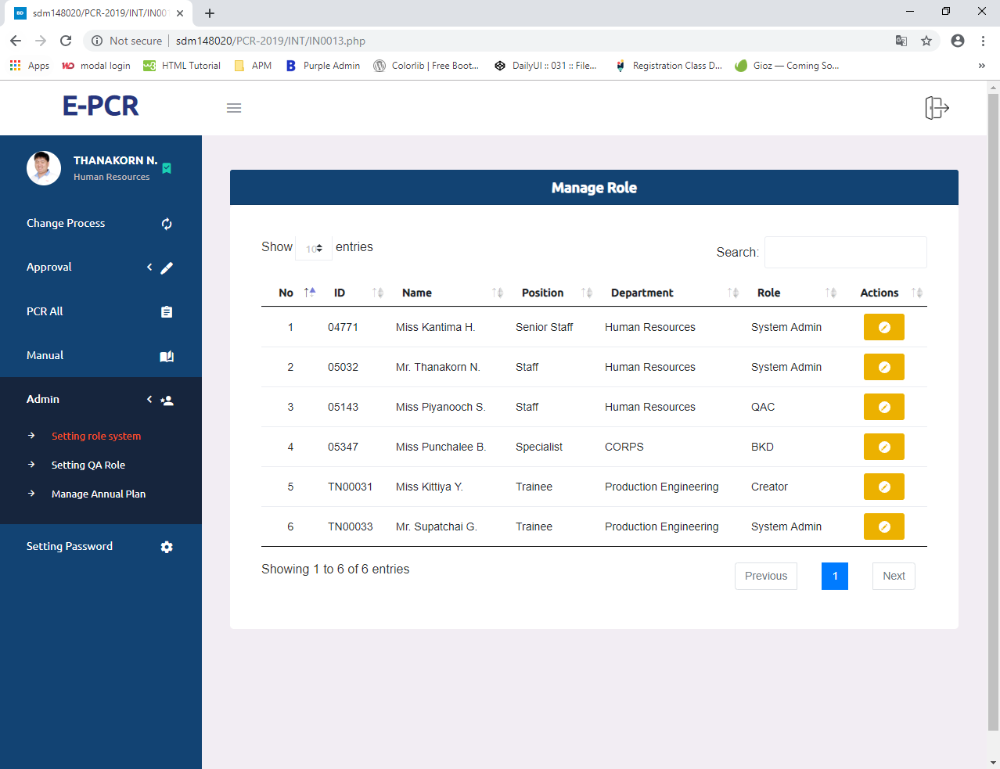 sdm148020/PCR-2019/INT/IN001
Not secure | sdm148020/PCR-2019/INT/IN0013.php
Apps modal login HTML Tutorial APM Purple Admin Colorlib | Free Boot... DailyUI :: 031 :: File... Registration Class D... Gioz — Coming So... »
E-PCR
THANAKORN N.
Human Resources
Change Process
Approval
PCR All
Manual
Admin
Setting role system
Setting QA Role
Manage Annual Plan
Setting Password
Manage Role
Show 10 entries
Search:
No ID Name Position Department Role Actions
1 04771 Miss Kantima H. Senior Staff Human Resources System Admin
2 05032 Mr. Thanakorn N. Staff Human Resources System Admin
3 05143 Miss Piyanooch S. Staff Human Resources QAC
4 05347 Miss Punchalee B. Specialist CORPS BKD
5 TN00031 Miss Kittiya Y. Trainee Production Engineering Creator
6 TN00033 Mr. Supatchai G. Trainee Production Engineering System Admin
Showing 1 to 6 of 6 entries
Previous 1 Next